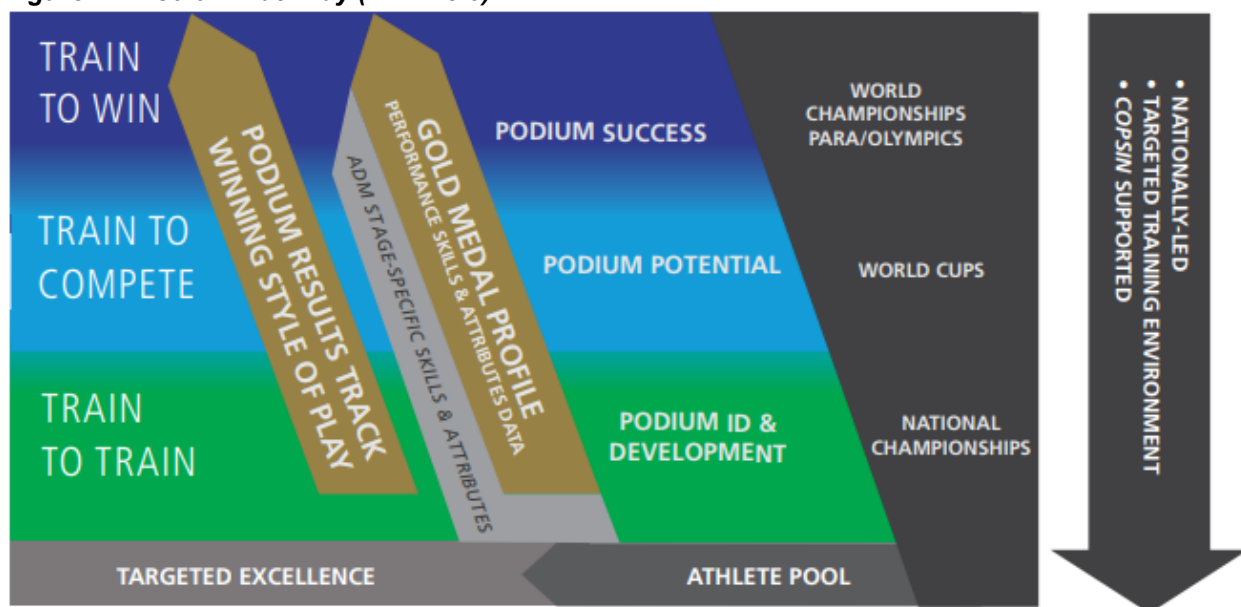 TRAIN
TO WIN
TRAIN TO
COMPETE
TRAIN
TO TRAIN
PODIUM RESULTS TRACK
WINNING STYLE OF PLAY
ADM STAGE-SPECIFIC SKILLS & ATTRIBUTES
GOLD MEDAL PROFILE
PERFORMANCE SKILLS & ATTRIBUTES DATA
PODIUM SUCCESS
PODIUM POTENTIAL
PODIUM ID &
DEVELOPMENT
WORLD
CHAMPIONSHIPS
PARA/OLYMPICS
WORLD CUPS
NATIONAL
CHAMPIONSHIPS
• NATIONALLY-LED
• TARGETED TRAINING ENVIRONMENT
• COPSIN SUPPORTED
TARGETED EXCELLENCE
ATHLETE POOL